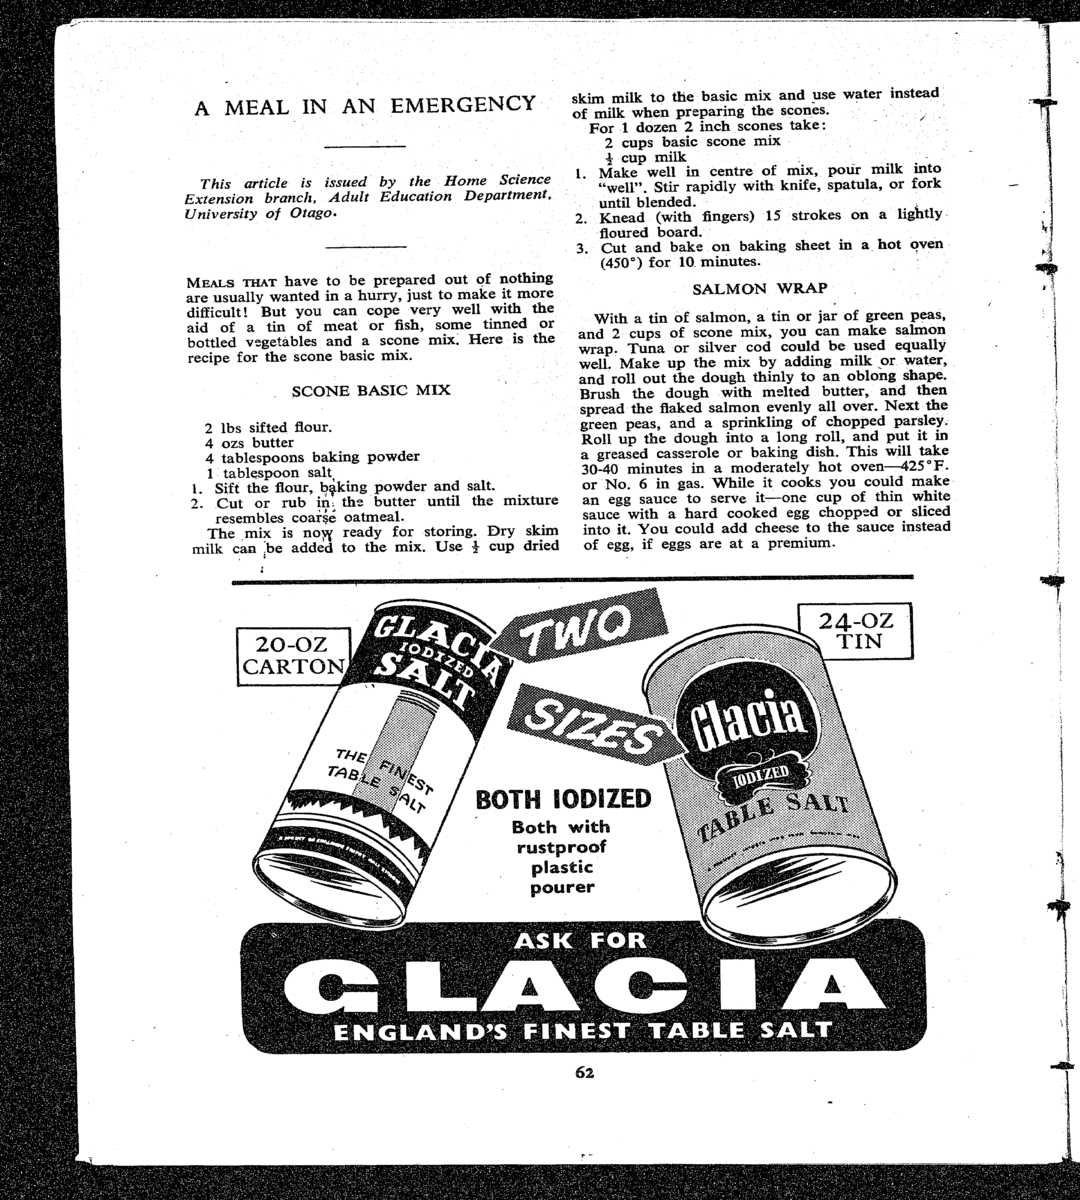 A MEAL IN AN EMERGENCY
This article is issued by the Home Science
Extension branch, Adult Education Department,
University of Otago.
MEALS THAT have to be prepared out of nothing
are usually wanted in a hurry, just to make it more
difficult! But you can cope very well with the
aid of a tin of meat or fish, some tinned or
bottled vegetables and a scone mix. Here is the
recipe for the scone basic mix.
SCONE BASIC MIX
2 lbs sifted flour.
4 ozs butter
4 tablespoons baking powder
1 tablespoon salt
1. Sift the flour, baking powder and salt.
2. Cut or rub in the butter until the mixture
resembles coarse oatmeal.
The mix is now ready for storing. Dry skim
milk can be added to the mix. Use ½ cup dried
skim milk to the basic mix and use water instead
of milk when preparing the scones.
For 1 dozen 2 inch scones take:
2 cups basic scone mix
½ cup milk
1. Make well in centre of mix, pour milk into
"well". Stir rapidly with knife, spatula, or fork
until blended.
2. Knead (with fingers) 15 strokes on a lightly
floured board.
3. Cut and bake on baking sheet in a hot oven
(450°) for 10 minutes.
SALMON WRAP
With a tin of salmon, a tin or jar of green peas,
and 2 cups of scone mix, you can make salmon
wrap. Tuna or silver cod could be used equally
well. Make up the mix by adding milk or water,
and roll out the dough thinly to an oblong shape.
Brush the dough with melted butter, and then
spread the flaked salmon evenly all over. Next the
green peas, and a sprinkling of chopped parsley.
Roll up the dough into a long roll, and put it in
a greased casserole or baking dish. This will take
30-40 minutes in a moderately hot oven—425°F.
or No. 6 in gas. While it cooks you could make
an egg sauce to serve it—one cup of thin white
sauce with a hard cooked egg chopped or sliced
into it. You could add cheese to the sauce instead
of egg, if eggs are at a premium.
20-OZ
CARTON
GLACIA
IODIZED
SALT
THE FINEST
TABLE SALT
TWO
SIZES
24-OZ
TIN
Glacia
IODIZED
TABLE SALT
BOTH IODIZED
Both with
rustproof
plastic
pourer
ASK FOR
GLACIA
ENGLAND'S FINEST TABLE SALT
62